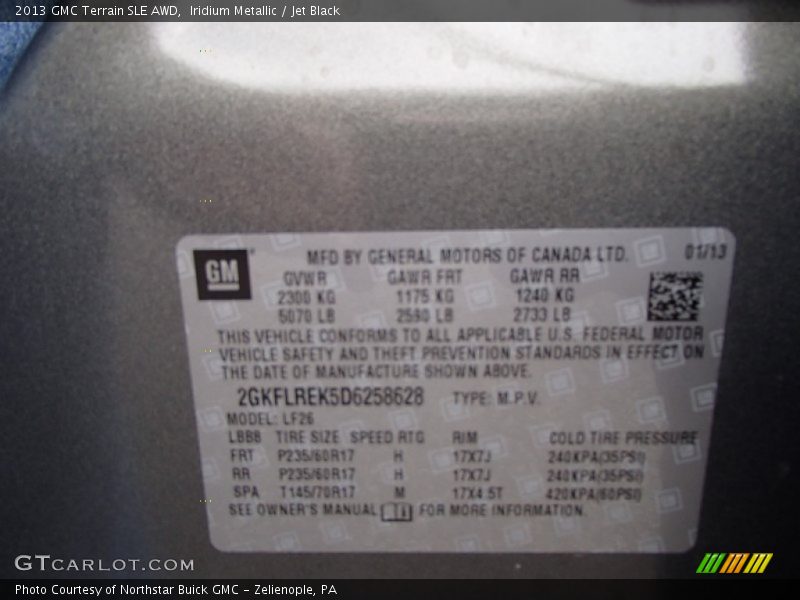 2013 GMC Terrain SLE AWD, Iridium Metallic / Jet Black
GM
MFD BY GENERAL MOTORS OF CANADA LTD. 01/13
GVWR GAWR FRT GAWR RR
2300 KG 1175 KG 1240 KG
5070 LB 2590 LB 2733 LB
THIS VEHICLE CONFORMS TO ALL APPLICABLE U.S. FEDERAL MOTOR
VEHICLE SAFETY AND THEFT PREVENTION STANDARDS IN EFFECT ON
THE DATE OF MANUFACTURE SHOWN ABOVE.
2GKFLREK5D6258628 TYPE: M.P.V.
MODEL: LF26
LBBB TIRE SIZE SPEED RTG RIM COLD TIRE PRESSURE
FRT P235/60R17 H 17X7J 240KPA(35PSI)
RR P235/60R17 H 17X7J 240KPA(35PSI)
SPA T145/70R17 M 17X4.5T 420KPA(60PSI)
SEE OWNER'S MANUAL FOR MORE INFORMATION.
GTCARLOT.COM
Photo Courtesy of Northstar Buick GMC - Zelienople, PA